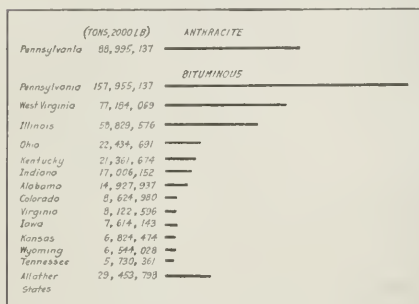 (TONS, 2000 LB) ANTHRACITE
Pennsylvania 88,995,137
BITUMINOUS
Pennsylvania 157,955,137
West Virginia 77,184,069
Illinois 58,829,576
Ohio 22,434,691
Kentucky 21,361,674
Indiana 17,006,152
Alabama 14,927,937
Colorado 8,624,980
Virginia 8,122,596
Iowa 7,614,143
Kansas 6,824,474
Wyoming 6,544,028
Tennessee 5,730,361
All other 29,453,798
States